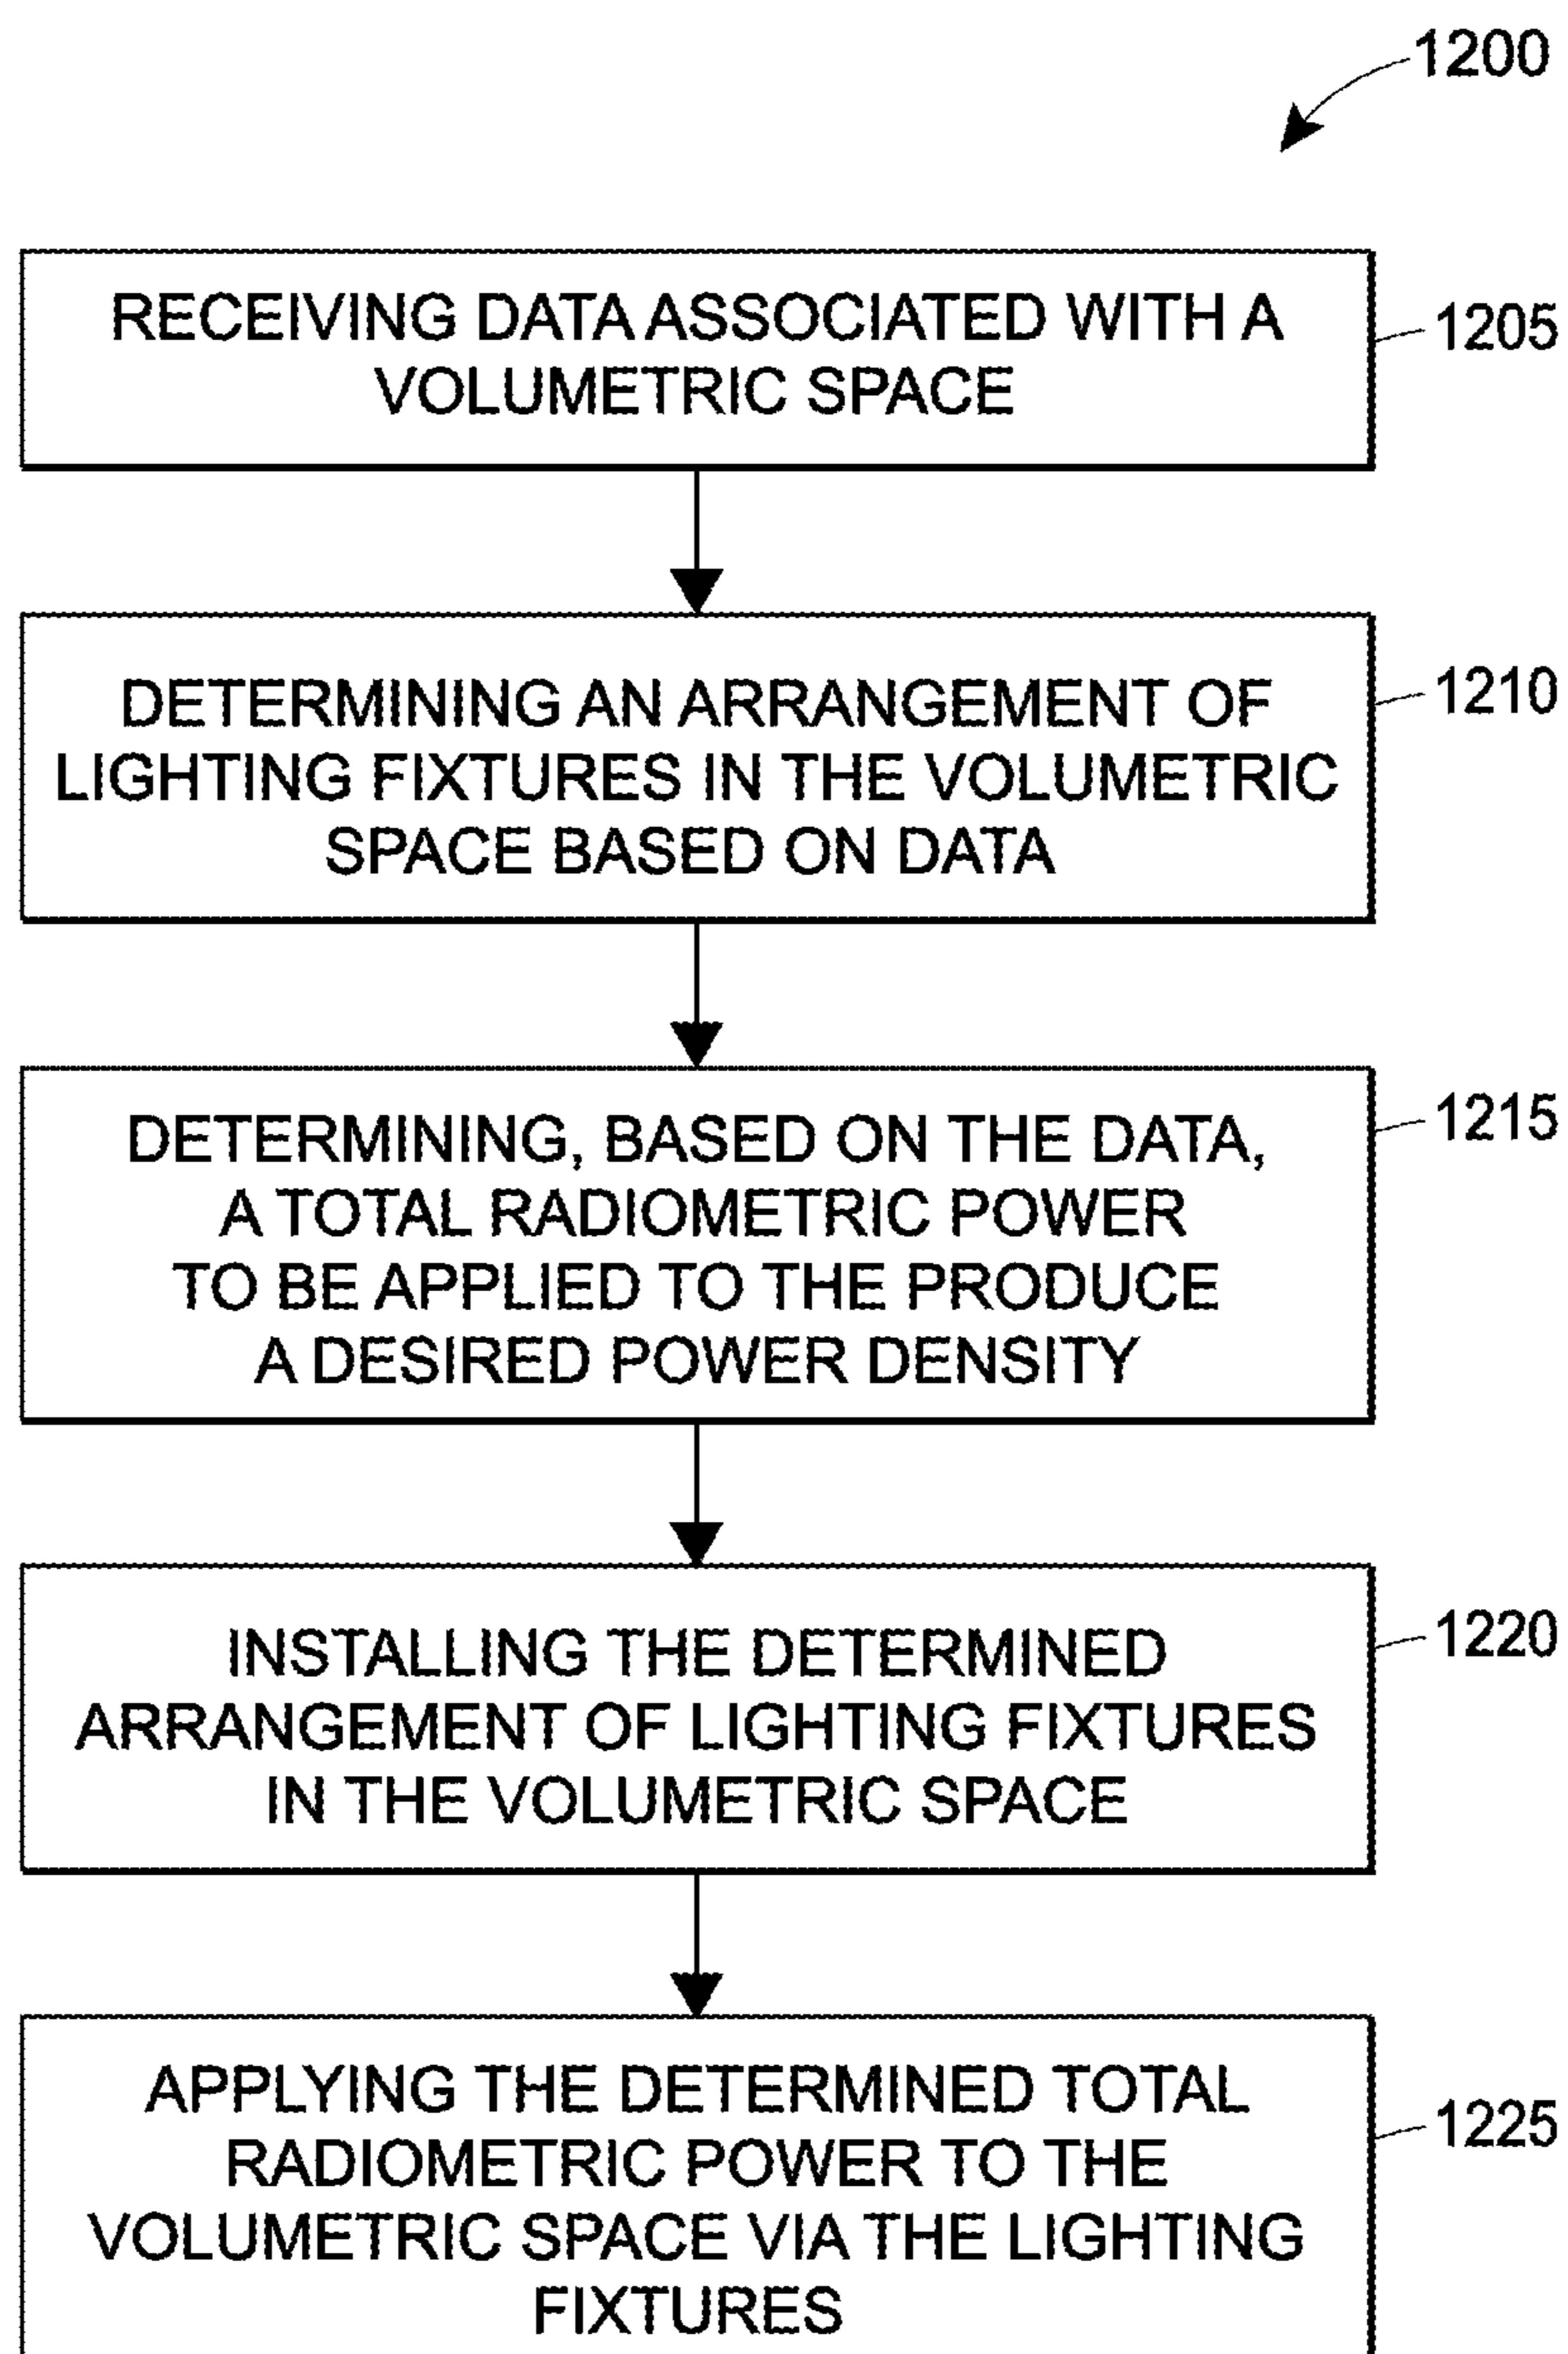 1200
RECEIVING DATA ASSOCIATED WITH A
VOLUMETRIC SPACE
1205
DETERMINING AN ARRANGEMENT OF
LIGHTING FIXTURES IN THE VOLUMETRIC
SPACE BASED ON DATA
1210
DETERMINING, BASED ON THE DATA,
A TOTAL RADIOMETRIC POWER
TO BE APPLIED TO THE PRODUCE
A DESIRED POWER DENSITY
1215
INSTALLING THE DETERMINED
ARRANGEMENT OF LIGHTING FIXTURES
IN THE VOLUMETRIC SPACE
1220
APPLYING THE DETERMINED TOTAL
RADIOMETRIC POWER TO THE
VOLUMETRIC SPACE VIA THE LIGHTING
FIXTURES
1225